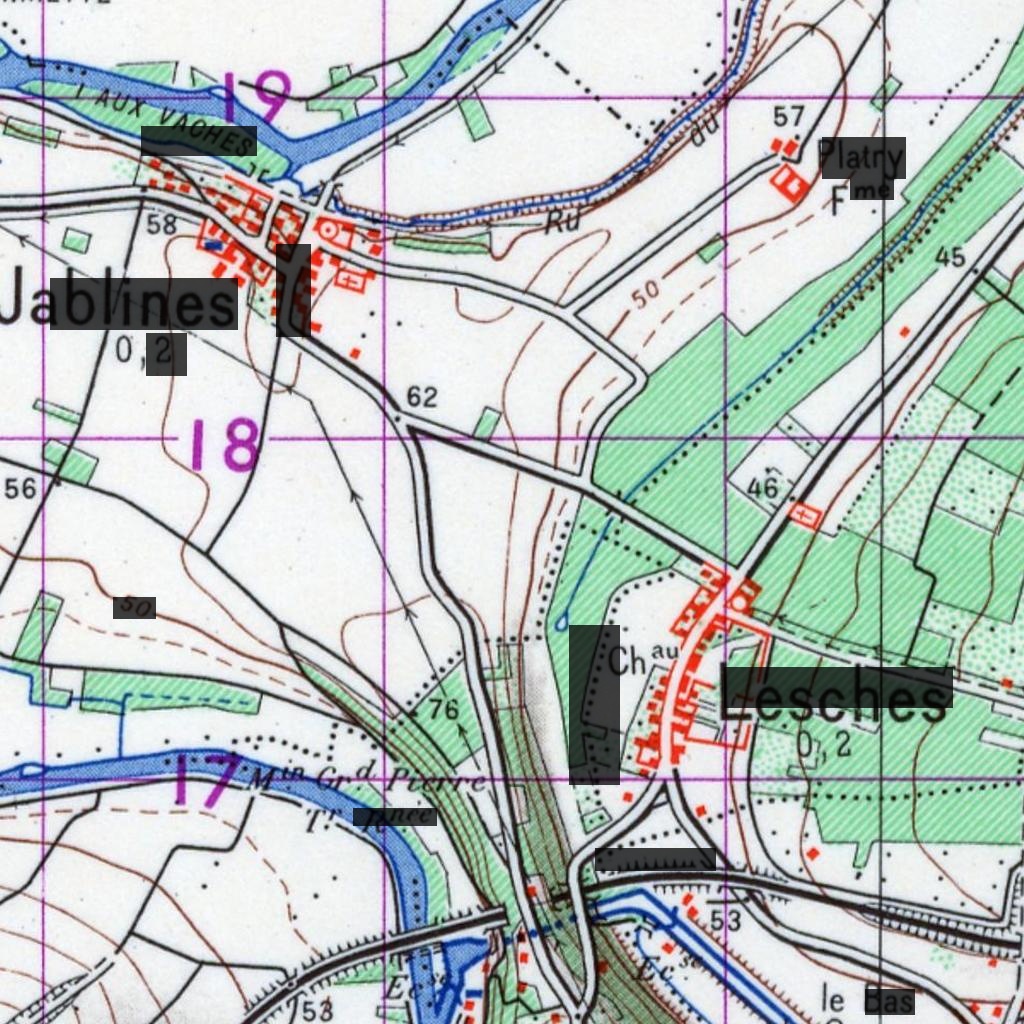 19
I. AUX VACHES
57
du
Platry
Fme
Ru
58
45
Jablines
0,2
50
62
18
56
46
50
Chau
Lesches
0,2
76
17
Min Grd Pierre
53
Ecse
Ecse
53
le Bas